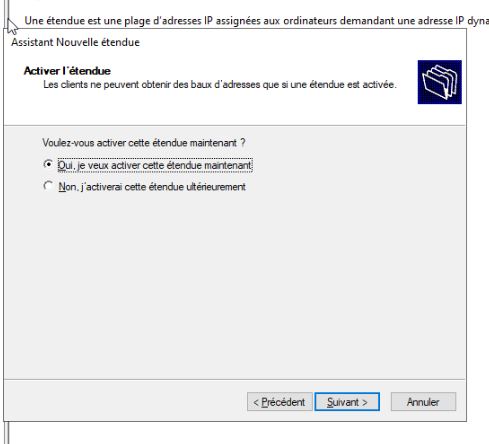 Une étendue est une plage d'adresses IP assignées aux ordinateurs demandant une adresse IP dyna
Assistant Nouvelle étendue
Activer l'étendue
Les clients ne peuvent obtenir des baux d'adresses que si une étendue est activée.
Voulez-vous activer cette étendue maintenant ?
Oui, je veux activer cette étendue maintenant
Non, j'activerai cette étendue ultérieurement
< Précédent
Suivant >
Annuler